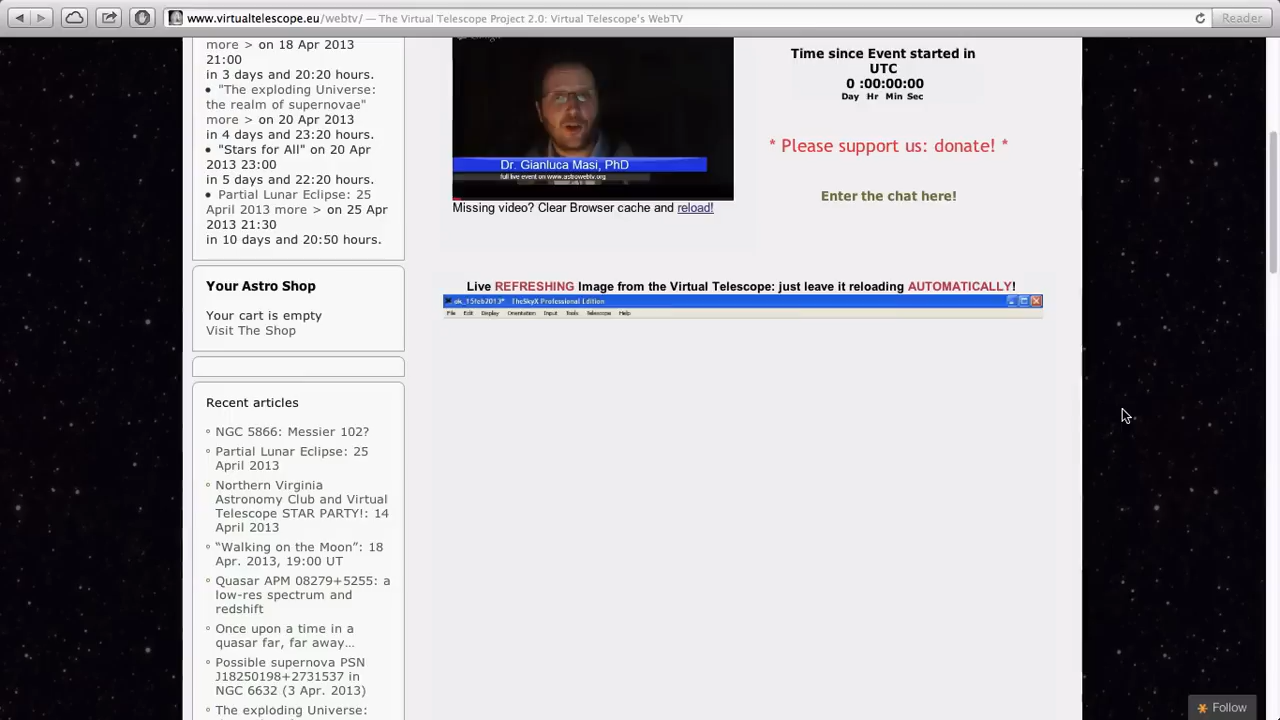 www.virtualtelescope.eu/webtv/ — The Virtual Telescope Project 2.0: Virtual Telescope's WebTV
Reader
more > on 18 Apr 2013
21:00
in 3 days and 20:20 hours.
"The exploding Universe:
the realm of supernovae"
more > on 20 Apr
2013 23:00
in 4 days and 23:20 hours.
"Stars for All" on 20 Apr
2013 23:00
in 5 days and 22:20 hours.
Partial Lunar Eclipse: 25
April 2013 more > on 25 Apr
2013 21:30
in 10 days and 20:50 hours.
Your Astro Shop
Your cart is empty
Visit The Shop
Recent articles
NGC 5866: Messier 102?
Partial Lunar Eclipse: 25
April 2013
Northern Virginia
Astronomy Club and Virtual
Telescope STAR PARTY!: 14
April 2013
“Walking on the Moon”: 18
Apr. 2013, 19:00 UT
Quasar APM 08279+5255: a
low-res spectrum and
redshift
Once upon a time in a
quasar far, far away…
Possible supernova PSN
J18250198+2731537 in
NGC 6632 (3 Apr. 2013)
The exploding Universe:
Dr. Gianluca Masi, PhD
full live event on www.astrowebtv.org
Missing video? Clear Browser cache and reload!
Time since Event started in
UTC
0 :00:00:00
Day Hr Min Sec
* Please support us: donate! *
Enter the chat here!
Live REFRESHING Image from the Virtual Telescope: just leave it reloading AUTOMATICALLY!
ok_15feb2013* TheSkyX Professional Edition
File Edit Display Orientation Input Tools Telescope Help
Follow